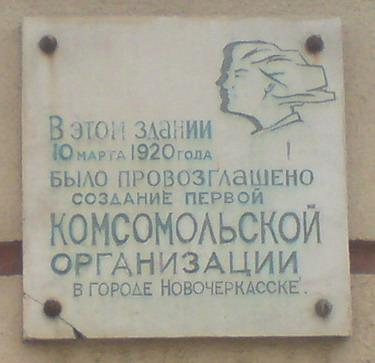 В этом здании
10 марта 1920 года
было провозглашено
создание первой
комсомольской
организации
в городе Новочеркасске.